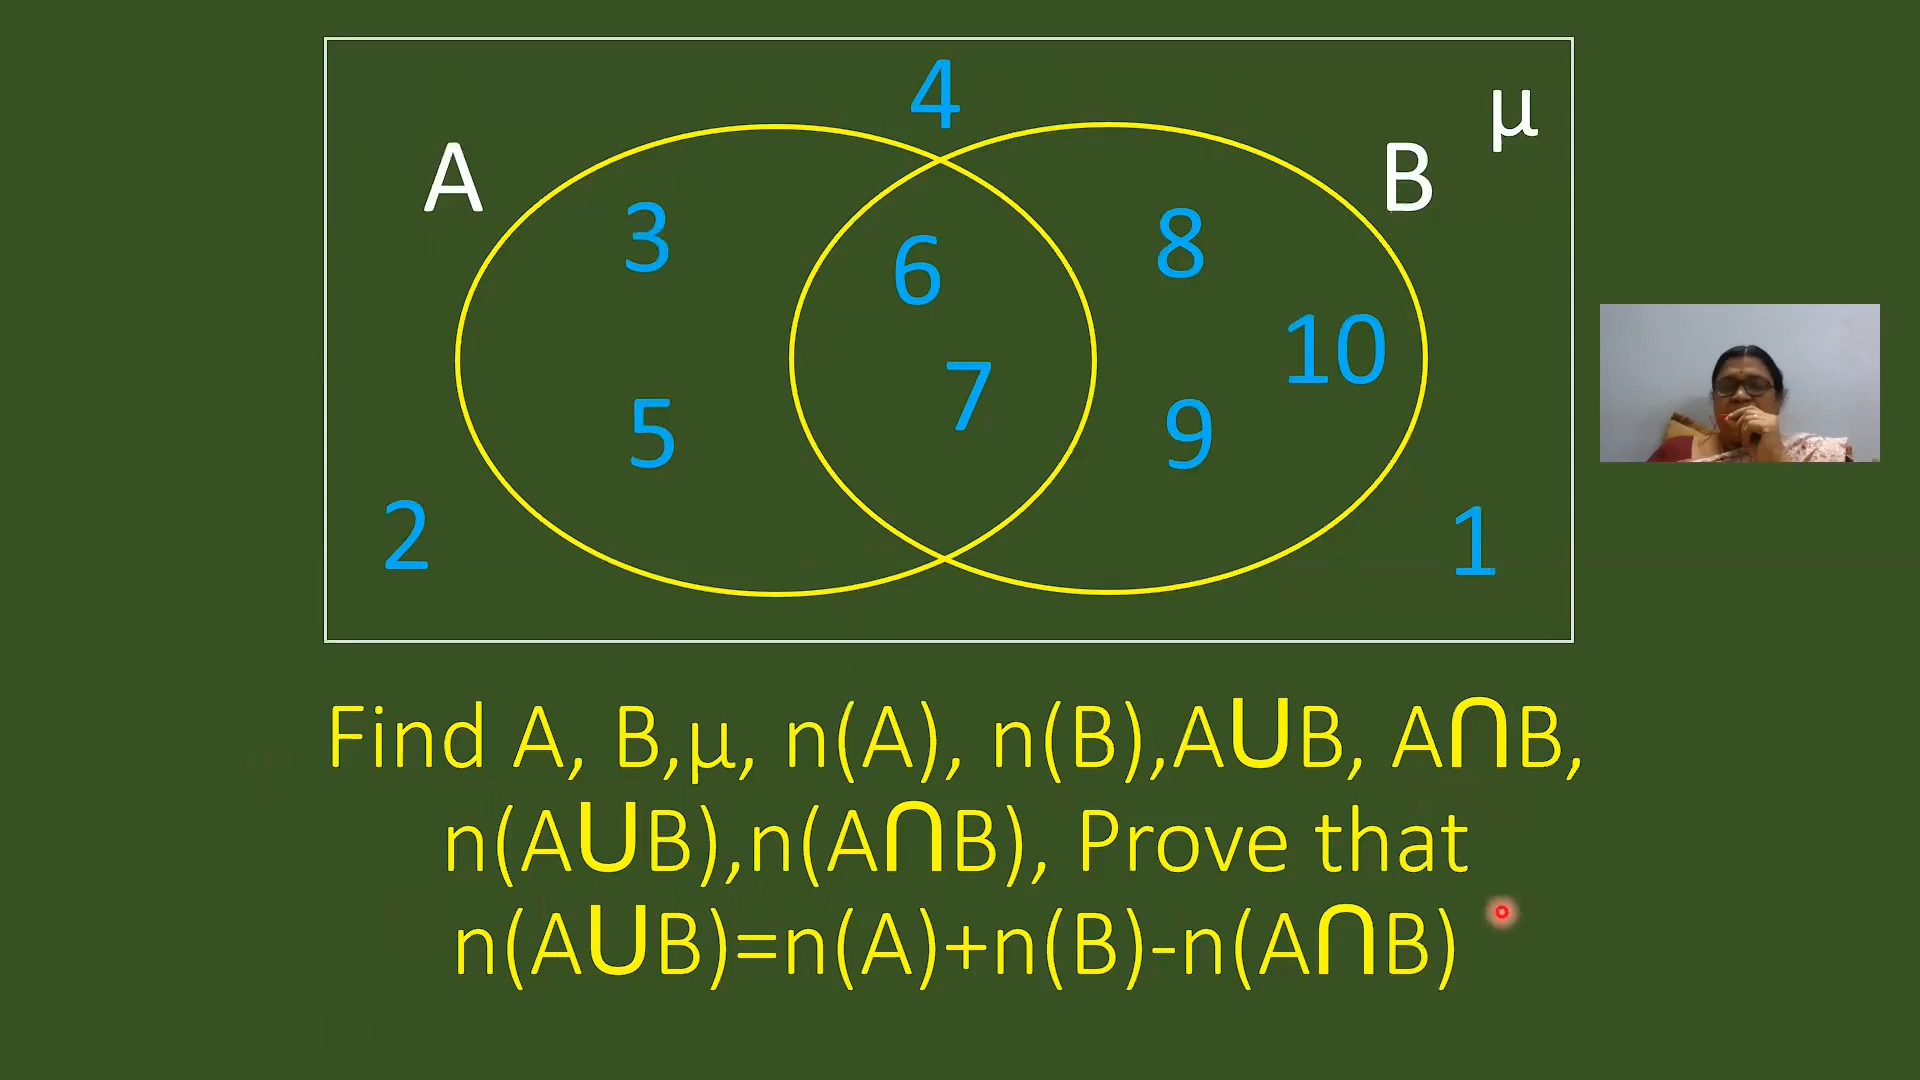 4
μ
A
B
3
8
6
10
7
5
9
2
1
Find A, B,μ, n(A), n(B),A⋃B, A⋂B,
n(A⋃B),n(A⋂B), Prove that
n(A⋃B)=n(A)+n(B)-n(A⋂B)